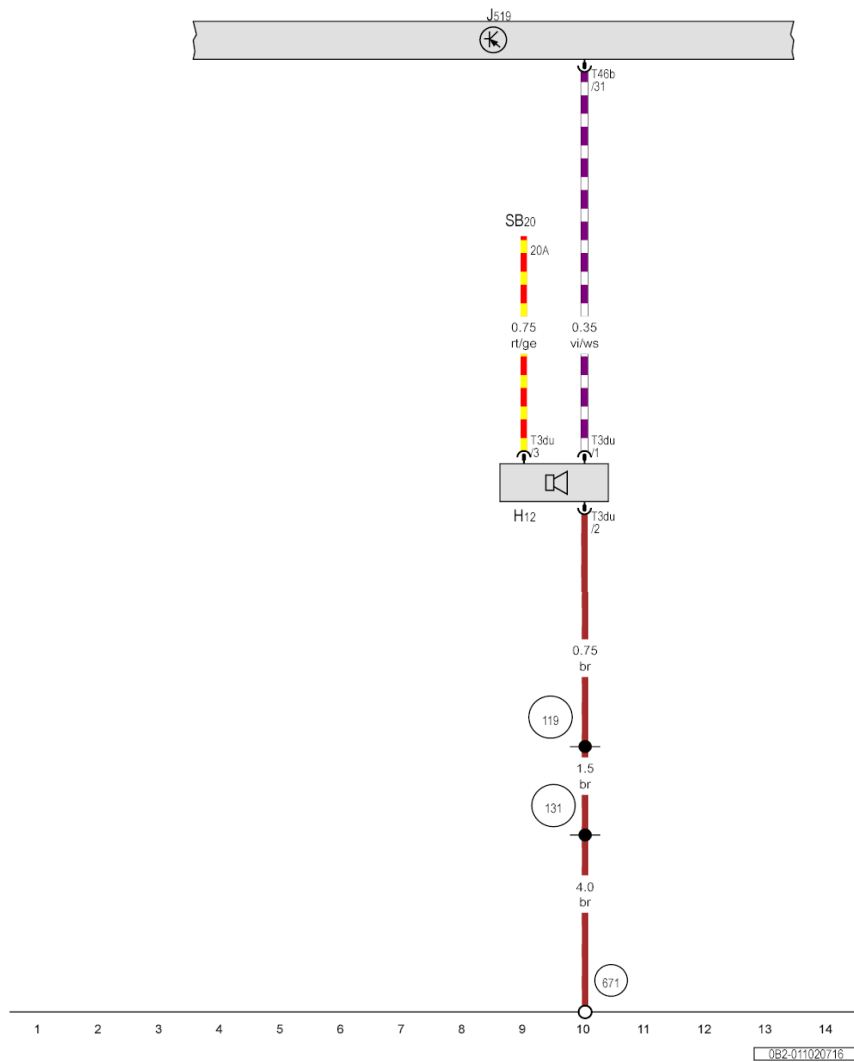 J519
T46b
/31
SB20
20A
0.75
rt/ge
0.35
vi/ws
T3du
/3
T3du
/1
H12
T3du
/2
0.75
br
119
1.5
br
131
4.0
br
671
1 2 3 4 5 6 7 8 9 10 11 12 13 14
0B2-011020716